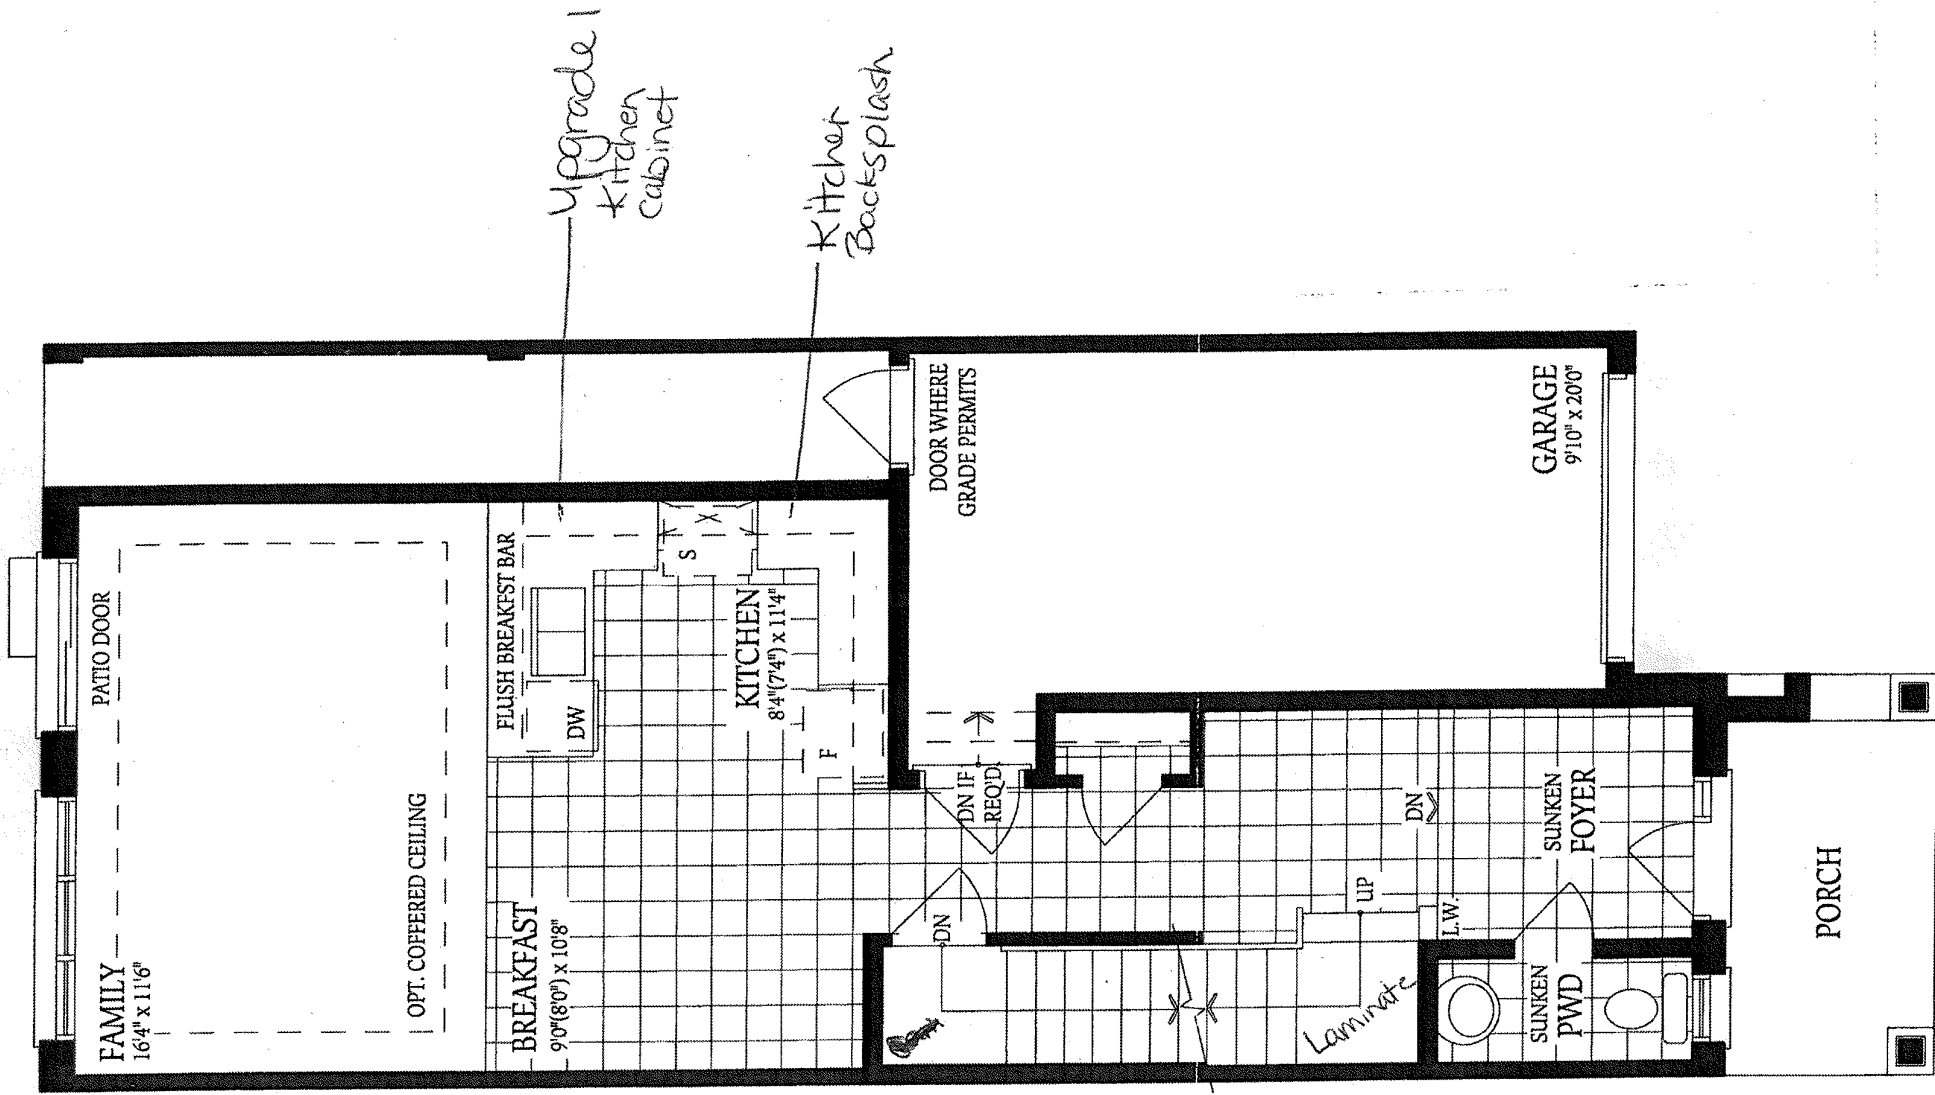 Upgrade 1
Kitchen
Cabinet
Kitchen
Backsplash
PATIO DOOR
FAMILY
16'4" x 11'6"
OPT. COFFERED CEILING
FLUSH BREAKFST BAR
DW
S
KITCHEN
8'4"(7'4") x 11'4"
F
BREAKFAST
9'0"(8'0") x 10'8"
DOOR WHERE
GRADE PERMITS
GARAGE
9'10" x 20'0"
DN IF
REQ'D.
DN
DN
UP
L.W.
Laminate
SUNKEN
FOYER
SUNKEN
PWD
PORCH